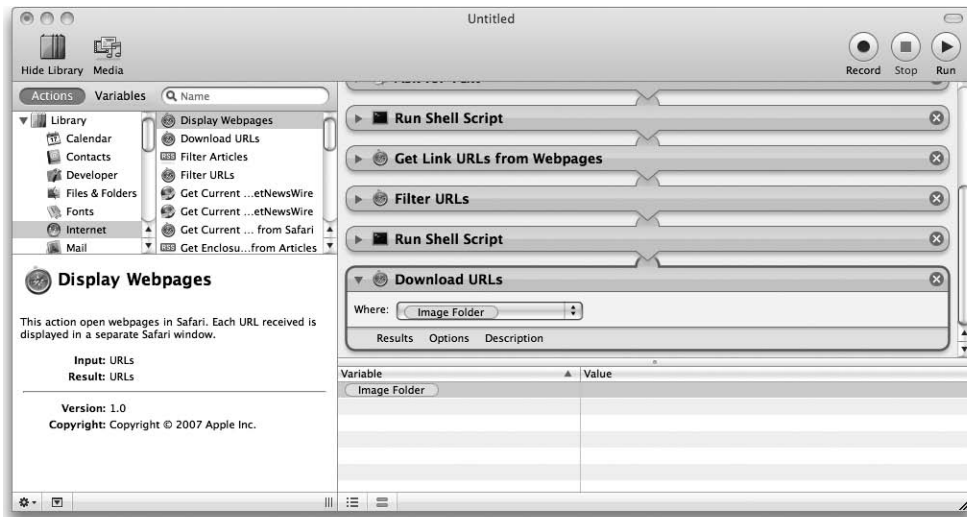 Untitled
Hide Library
Media
Record
Stop
Run
Actions
Variables
Name
Library
Calendar
Contacts
Developer
Files & Folders
Fonts
Internet
Mail
Display Webpages
Download URLs
RSS Filter Articles
Filter URLs
Get Current ...etNewsWire
Get Current ...etNewsWire
Get Current ... from Safari
RSS Get Enclosu...from Articles
Display Webpages
This action open webpages in Safari. Each URL received is
displayed in a separate Safari window.
Input: URLs
Result: URLs
Version: 1.0
Copyright: Copyright © 2007 Apple Inc.
Run Shell Script
Get Link URLs from Webpages
Filter URLs
Run Shell Script
Download URLs
Where: Image Folder
Results Options Description
Variable
Value
Image Folder